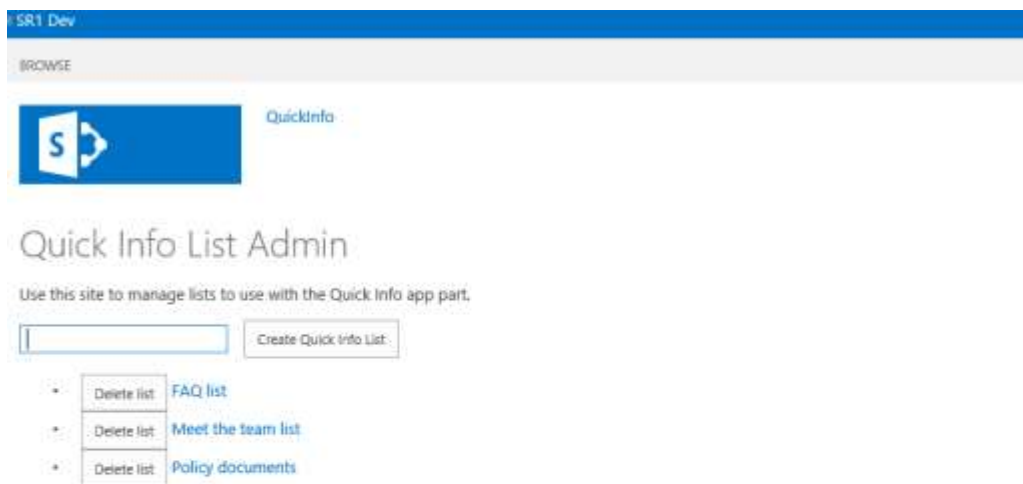 SR1 Dev
BROWSE
S
QuickInfo
Quick Info List Admin
Use this site to manage lists to use with the Quick Info app part.
Create Quick Info List
Delete list FAQ list
Delete list Meet the team list
Delete list Policy documents